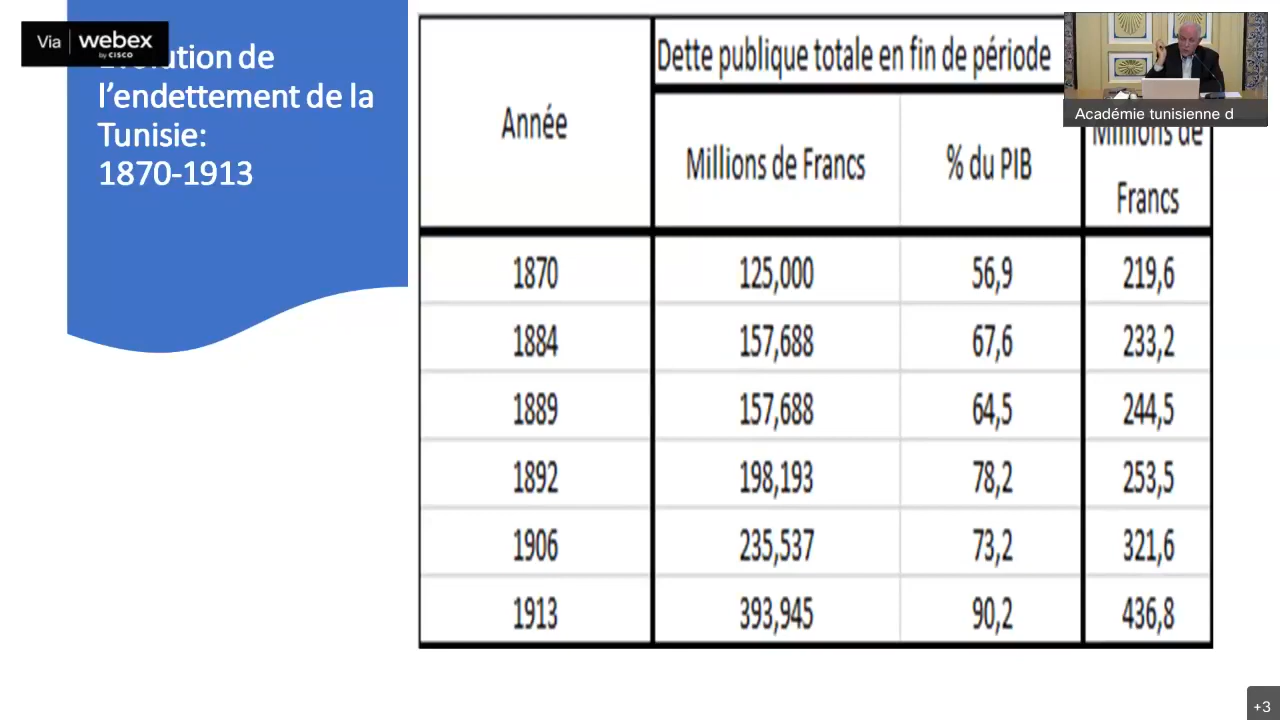 Via webex
by CISCO
l'endettement de la
Tunisie:
1870-1913
Dette publique totale en fin de période
Année
Millions de Francs
% du PIB
Millions de
Francs
1870 125,000 56,9 219,6
1884 157,688 67,6 233,2
1889 157,688 64,5 244,5
1892 198,193 78,2 253,5
1906 235,537 73,2 321,6
1913 393,945 90,2 436,8
Académie tunisienne d
+3